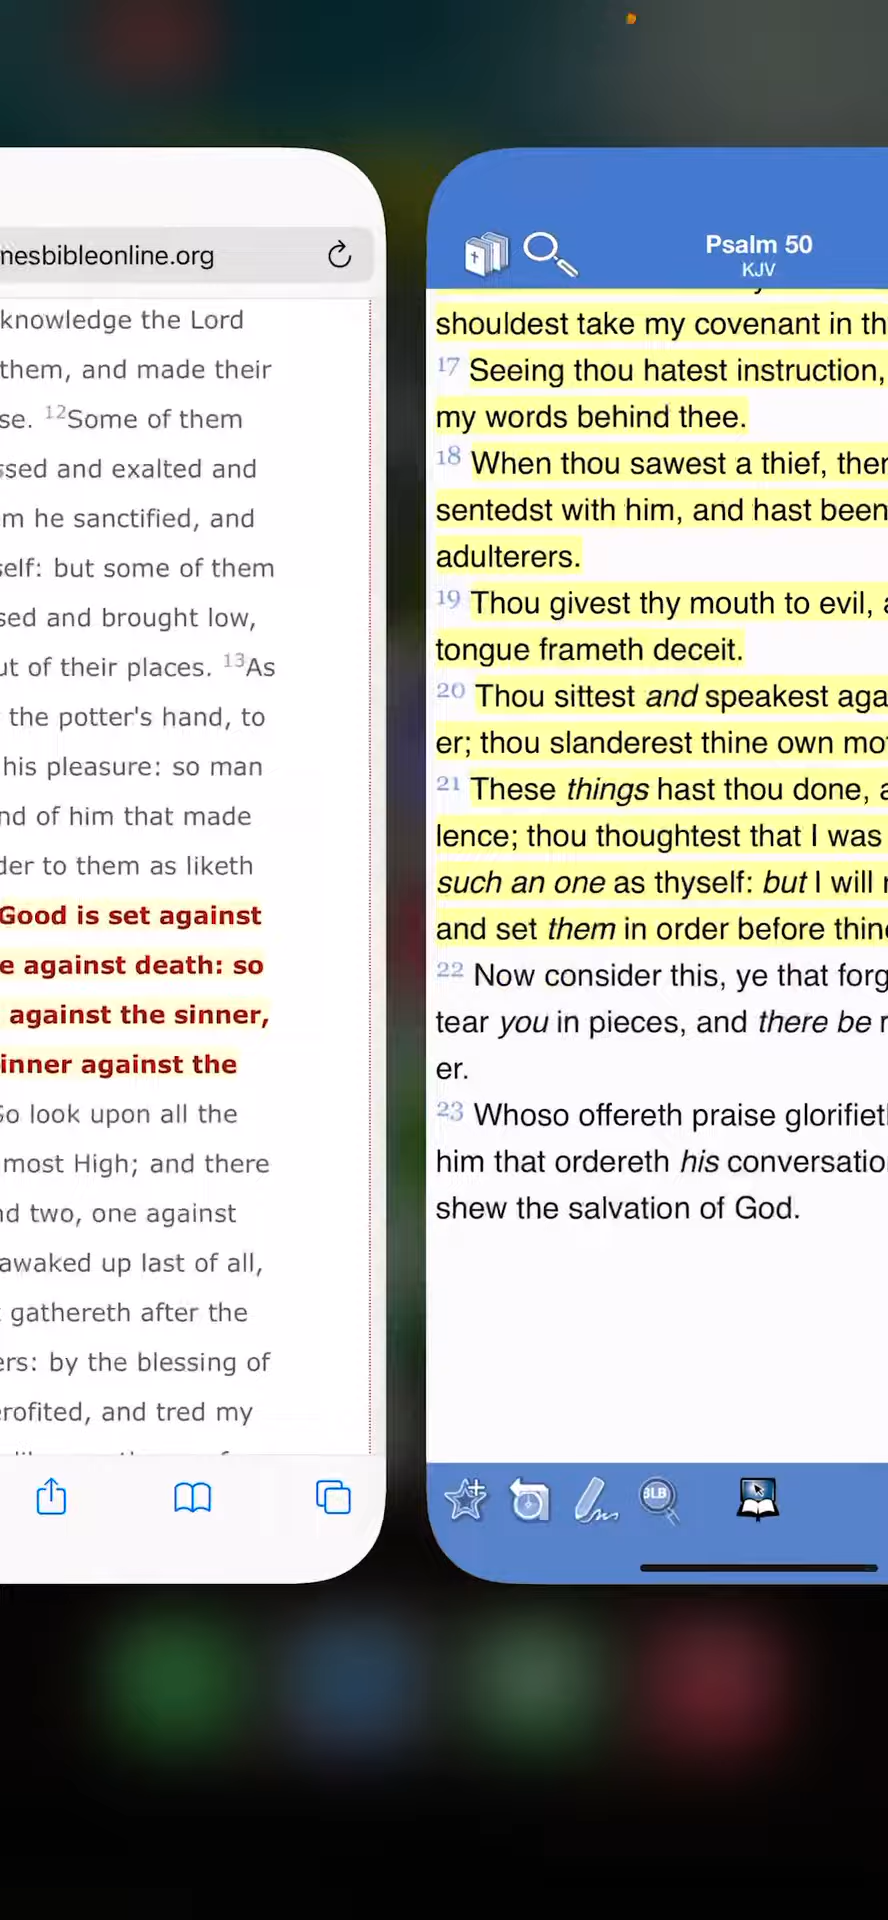 nesbibleonline.org
knowledge the Lord
them, and made their
se. 12Some of them
ssed and exalted and
m he sanctified, and
self: but some of them
sed and brought low,
ut of their places. 13As
the potter's hand, to
his pleasure: so man
nd of him that made
der to them as liketh
Good is set against
e against death: so
against the sinner,
inner against the
So look upon all the
most High; and there
nd two, one against
awaked up last of all,
gathereth after the
ers: by the blessing of
rofited, and tred my
Psalm 50
KJV
shouldest take my covenant in th
17 Seeing thou hatest instruction,
my words behind thee.
18 When thou sawest a thief, then
sentedst with him, and hast been
adulterers.
19 Thou givest thy mouth to evil, a
tongue frameth deceit.
20 Thou sittest and speakest aga
er; thou slanderest thine own mo
21 These things hast thou done, a
lence; thou thoughtest that I was
such an one as thyself: but I will r
and set them in order before thine
22 Now consider this, ye that forg
tear you in pieces, and there be n
er.
23 Whoso offereth praise glorifieth
him that ordereth his conversatio
shew the salvation of God.
BLB